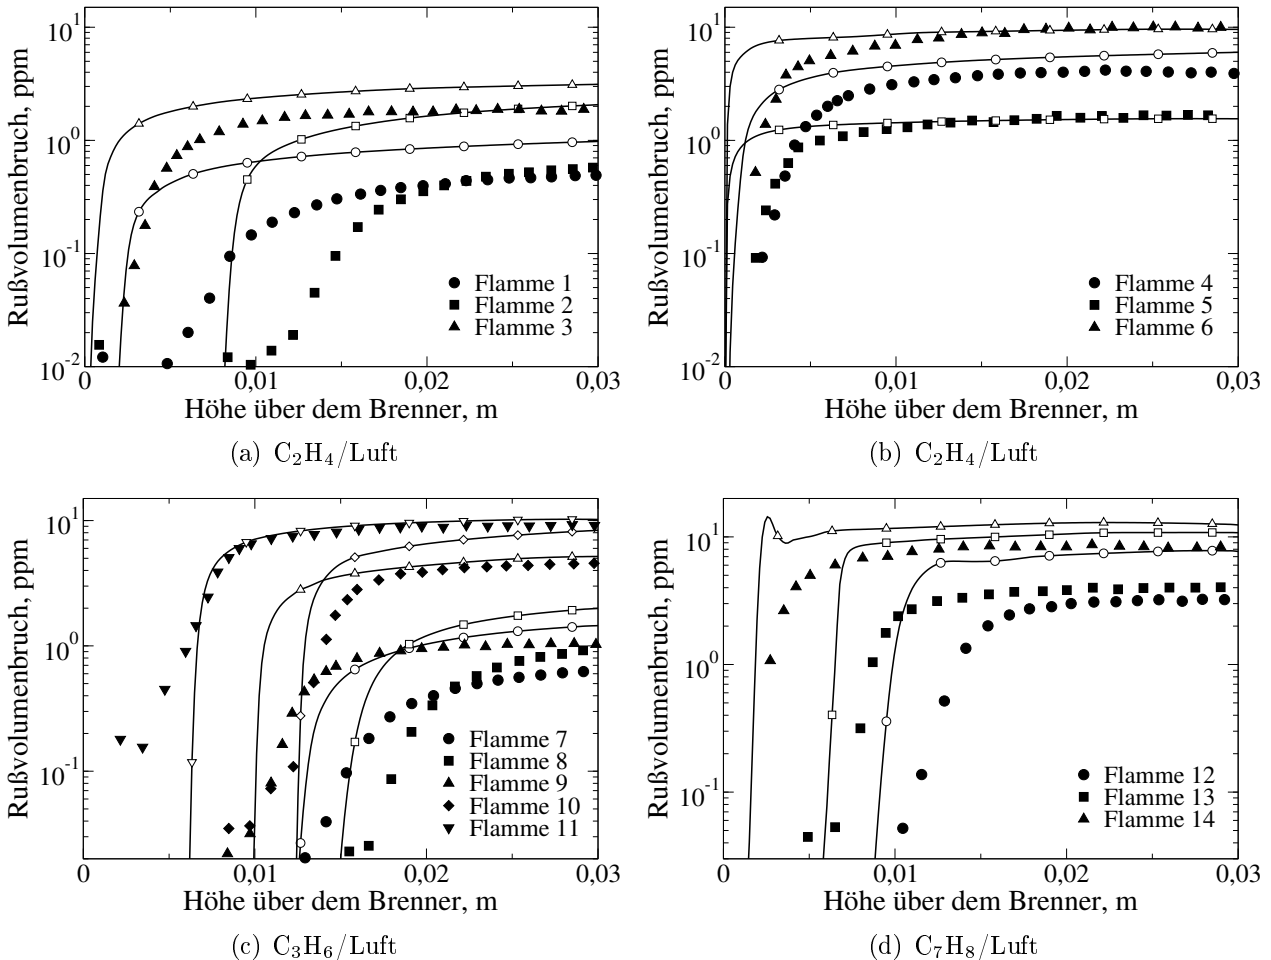 10^1
10^0
10^-1
10^-2
Rußvolumenbruch, ppm
0 0,01 0,02 0,03
Höhe über dem Brenner, m
Flamme 1
Flamme 2
Flamme 3
(a) C₂H₄/Luft
10^1
10^0
10^-1
10^-2
Rußvolumenbruch, ppm
0 0,01 0,02 0,03
Höhe über dem Brenner, m
Flamme 4
Flamme 5
Flamme 6
(b) C₂H₄/Luft
10^1
10^0
10^-1
Rußvolumenbruch, ppm
0 0,01 0,02 0,03
Höhe über dem Brenner, m
Flamme 7
Flamme 8
Flamme 9
Flamme 10
Flamme 11
(c) C₃H₆/Luft
10^1
10^0
10^-1
Rußvolumenbruch, ppm
0 0,01 0,02 0,03
Höhe über dem Brenner, m
Flamme 12
Flamme 13
Flamme 14
(d) C₇H₈/Luft